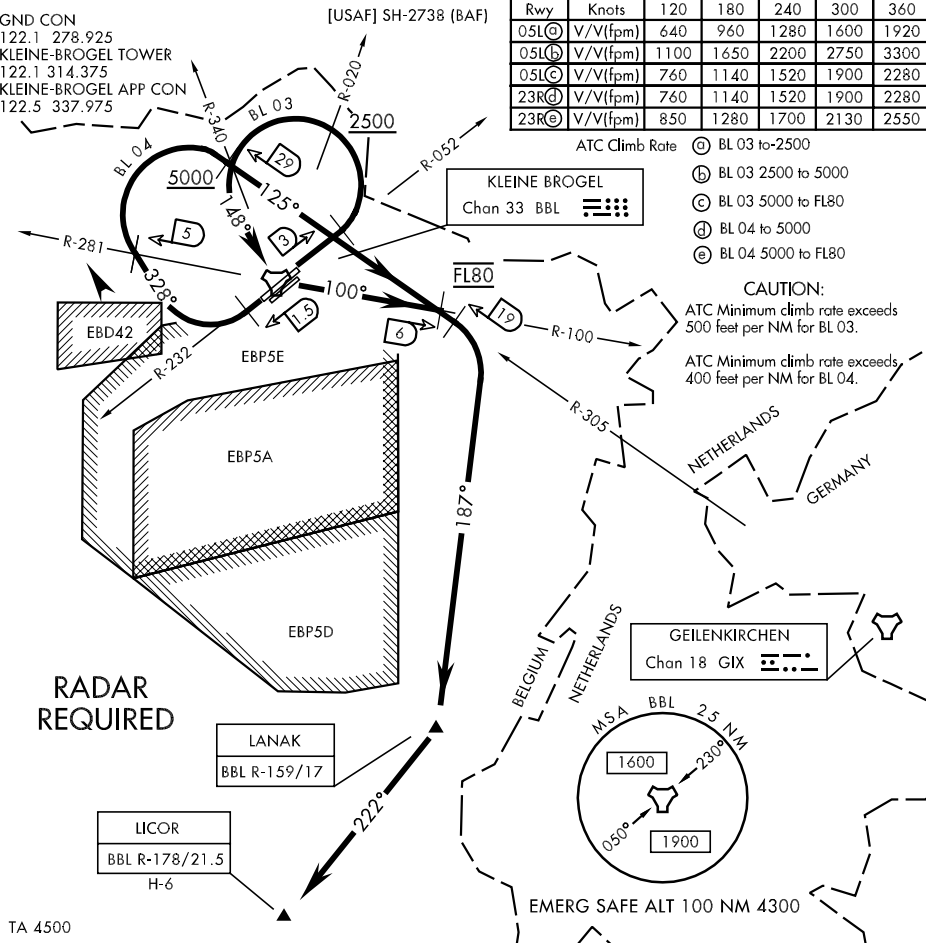 GND CON
122.1 278.925
KLEINE-BROGEL TOWER
122.1 314.375
KLEINE-BROGEL APP CON
122.5 337.975
[USAF] SH-2738 (BAF)
Rwy Knots 120 180 240 300 360
05L ⓐ V/V(fpm) 640 960 1280 1600 1920
05L ⓑ V/V(fpm) 1100 1650 2200 2750 3300
05L ⓒ V/V(fpm) 760 1140 1520 1900 2280
23R ⓓ V/V(fpm) 760 1140 1520 1900 2280
23R ⓔ V/V(fpm) 850 1280 1700 2130 2550
ATC Climb Rate ⓐ BL 03 to-2500
ⓑ BL 03 2500 to 5000
ⓒ BL 03 5000 to FL80
ⓓ BL 04 to 5000
ⓔ BL 04 5000 to FL80
CAUTION:
ATC Minimum climb rate exceeds
500 feet per NM for BL 03.
ATC Minimum climb rate exceeds
400 feet per NM for BL 04.
R-340
BL 03
R-020
2500
BL 04
29
R-052
5000
125°
148°
KLEINE BROGEL
Chan 33 BBL
5
3
R-281
328°
100°
FL80
1.5
6
19
R-100
EBD42
R-232
EBP5E
R-305
EBP5A
NETHERLANDS
GERMANY
187°
EBP5D
BELGIUM
NETHERLANDS
GEILENKIRCHEN
Chan 18 GIX
RADAR
REQUIRED
LANAK
BBL R-159/17
222°
LICOR
BBL R-178/21.5
H-6
MSA BBL 25 NM
1600
230°
050°
1900
EMERG SAFE ALT 100 NM 4300
TA 4500